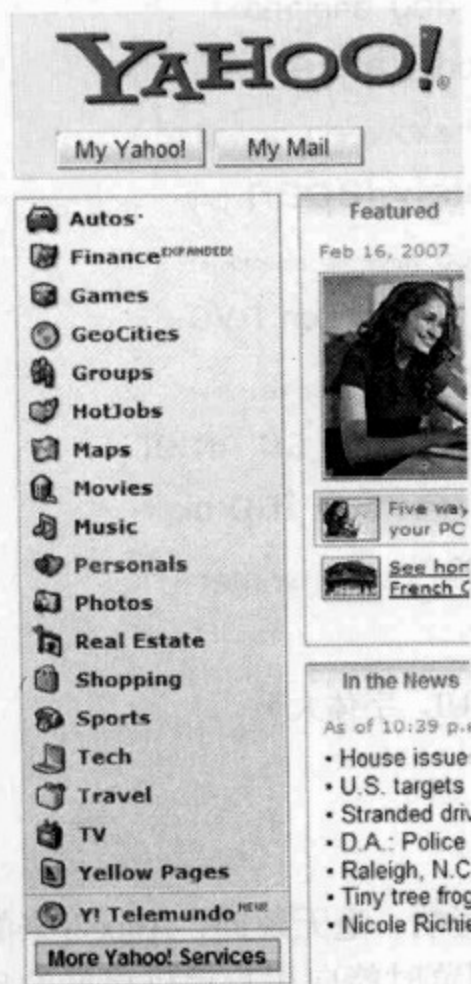 YAHOO!®
My Yahoo! My Mail
Autos
Finance EXPANDED!
Games
GeoCities
Groups
HotJobs
Maps
Movies
Music
Personals
Photos
Real Estate
Shopping
Sports
Tech
Travel
TV
Yellow Pages
Y! Telemundo NEW!
More Yahoo! Services
Featured
Feb 16, 2007
Five way
your PC
See hor
French
In the News
As of 10:39 p.
• House issue
• U.S. targets
• Stranded driv
• D.A.: Police
• Raleigh, N.C
• Tiny tree frog
• Nicole Richie